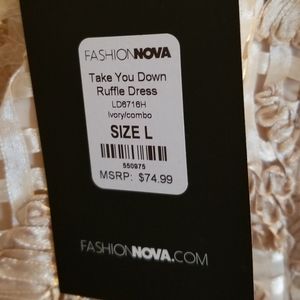 FASHIONNOVA
Take You Down
Ruffle Dress
LD6716H
Ivory/combo
SIZE L
550975
MSRP: $74.99
FASHIONNOVA.COM